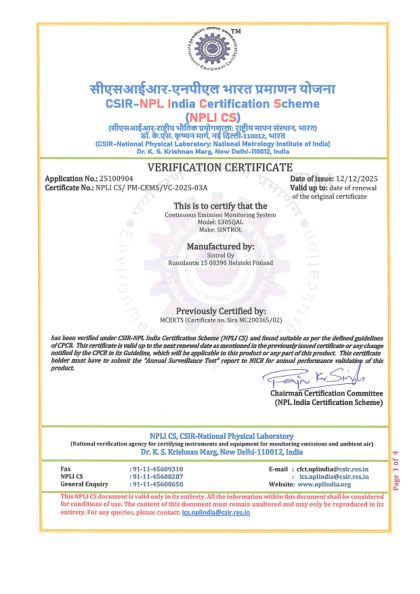 TM
सीएसआईआर-एनपीएल भारत प्रमाणन योजना
CSIR-NPL India Certification Scheme
(NPLI CS)
(सीएसआईआर-राष्ट्रीय भौतिक प्रयोगशाला: राष्ट्रीय मापन संस्थान, भारत)
डॉ. के.एस. कृष्णन मार्ग, नई दिल्ली-110012, भारत
(CSIR-National Physical Laboratory: National Metrology Institute of India)
Dr. K. S. Krishnan Marg, New Delhi-110012, India
VERIFICATION CERTIFICATE
Application No.: 25100904
Date of issue: 12/12/2025
Certificate No.: NPLI CS/ PM-CEMS/VC-2025-03A
Valid up to: date of renewal
of the original certificate
This is to certify that the
Continuous Emission Monitoring System
Model: S305QAL
Make: SINTROL
Manufactured by:
Sintrol Oy
Ruosilantie 15 00390 Helsinki Finland
Previously Certified by:
MCERTS (Certificate no. Sira MC200365/02)
has been verified under CSIR-NPL India Certification Scheme (NPLI CS) and found suitable as per the defined guidelines
of CPCB. This certificate is valid up to the next renewal date as mentioned in the previously issued certificate or any change
notified by the CPCB in its Guideline, which will be applicable to this product or any part of this product. This certificate
holder must have to submit the "Annual Surveillance Test" report to NICB for annual performance validation of this
product.
Chairman Certification Committee
(NPL India Certification Scheme)
NPLI CS, CSIR-National Physical Laboratory
(National verification agency for certifying instruments and equipment for monitoring emissions and ambient air)
Dr. K. S. Krishnan Marg, New Delhi-110012, India
Fax : 91-11-45609310
E-mail : cfct.nplindia@csir.res.in
NPLI CS : 91-11-45608287
: ics.nplindia@csir.res.in
General Enquiry : 91-11-45608650
Website: www.nplindia.org
This NPLI CS document is valid only in its entirety. All the information within this document shall be considered
for conditions of use. The content of this document must remain unaltered and may only be reproduced in its
entirety. For any queries, please contact: ics.nplindia@csir.res.in
Page 1 of 4